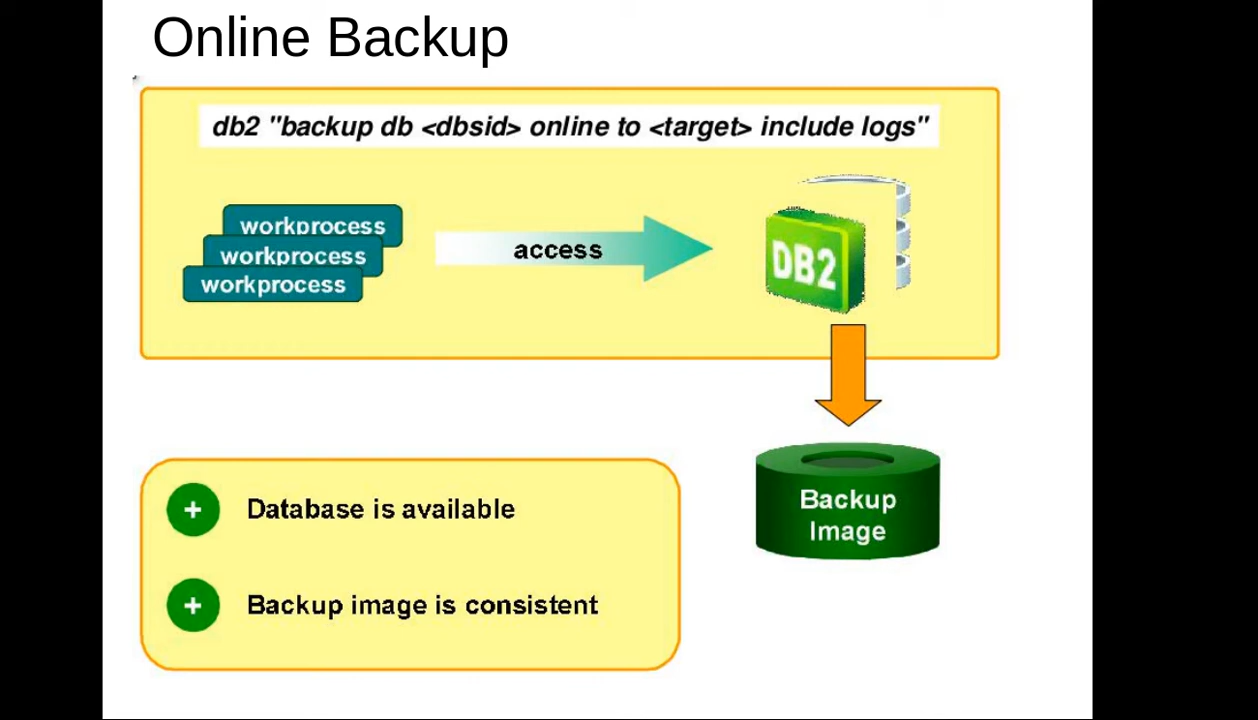 Online Backup
db2 "backup db <dbsid> online to <target> include logs"
workprocess
workprocess
workprocess
access
DB2
Backup
Image
+ Database is available
+ Backup image is consistent